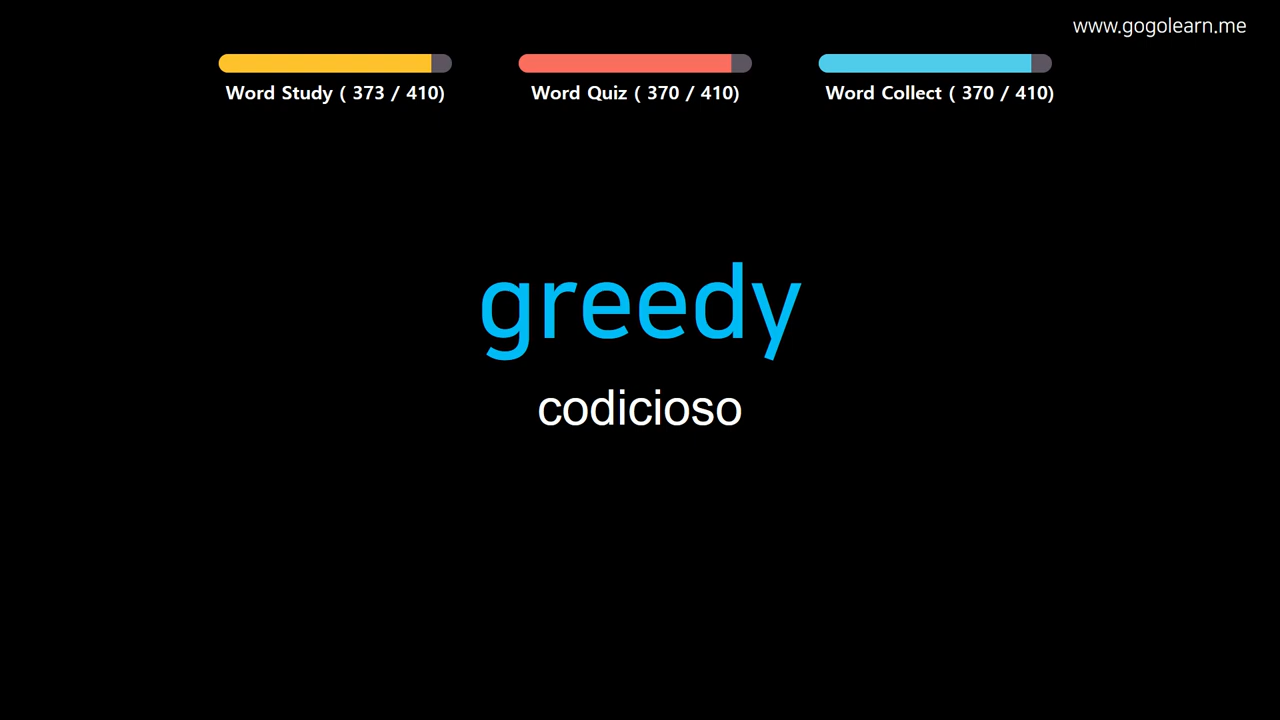 www.gogolearn.me
Word Study ( 373 / 410)
Word Quiz ( 370 / 410)
Word Collect ( 370 / 410)
greedy
codicioso